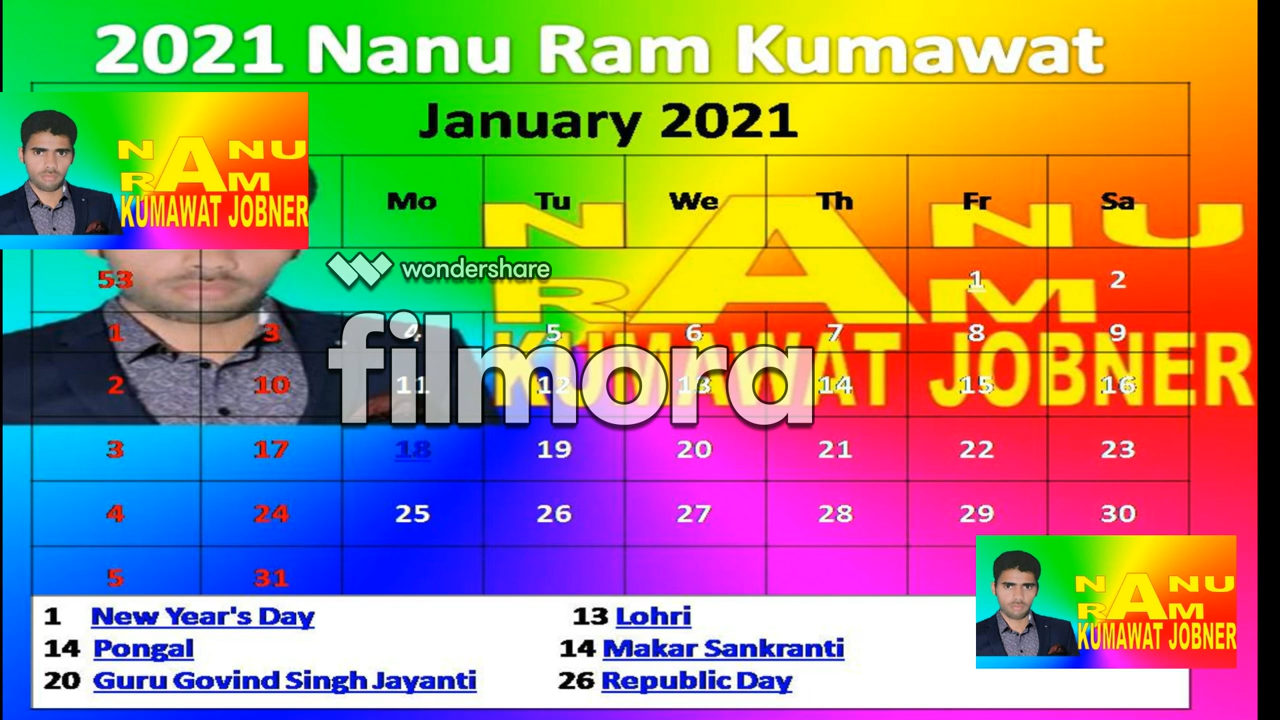 2021 Nanu Ram Kumawat
January 2021
NANU
RAM
KUMAWAT JOBNER
Mo Tu We Th Fr Sa
NANU
RAM
KUMAWAT JOBNER
wondershare
filmora
53 1 2
1 3 4 5 6 7 8 9
2 10 11 12 13 14 15 16
3 17 18 19 20 21 22 23
4 24 25 26 27 28 29 30
5 31
1 New Year's Day 13 Lohri
14 Pongal 14 Makar Sankranti
20 Guru Govind Singh Jayanti 26 Republic Day
NANU
RAM
KUMAWAT JOBNER